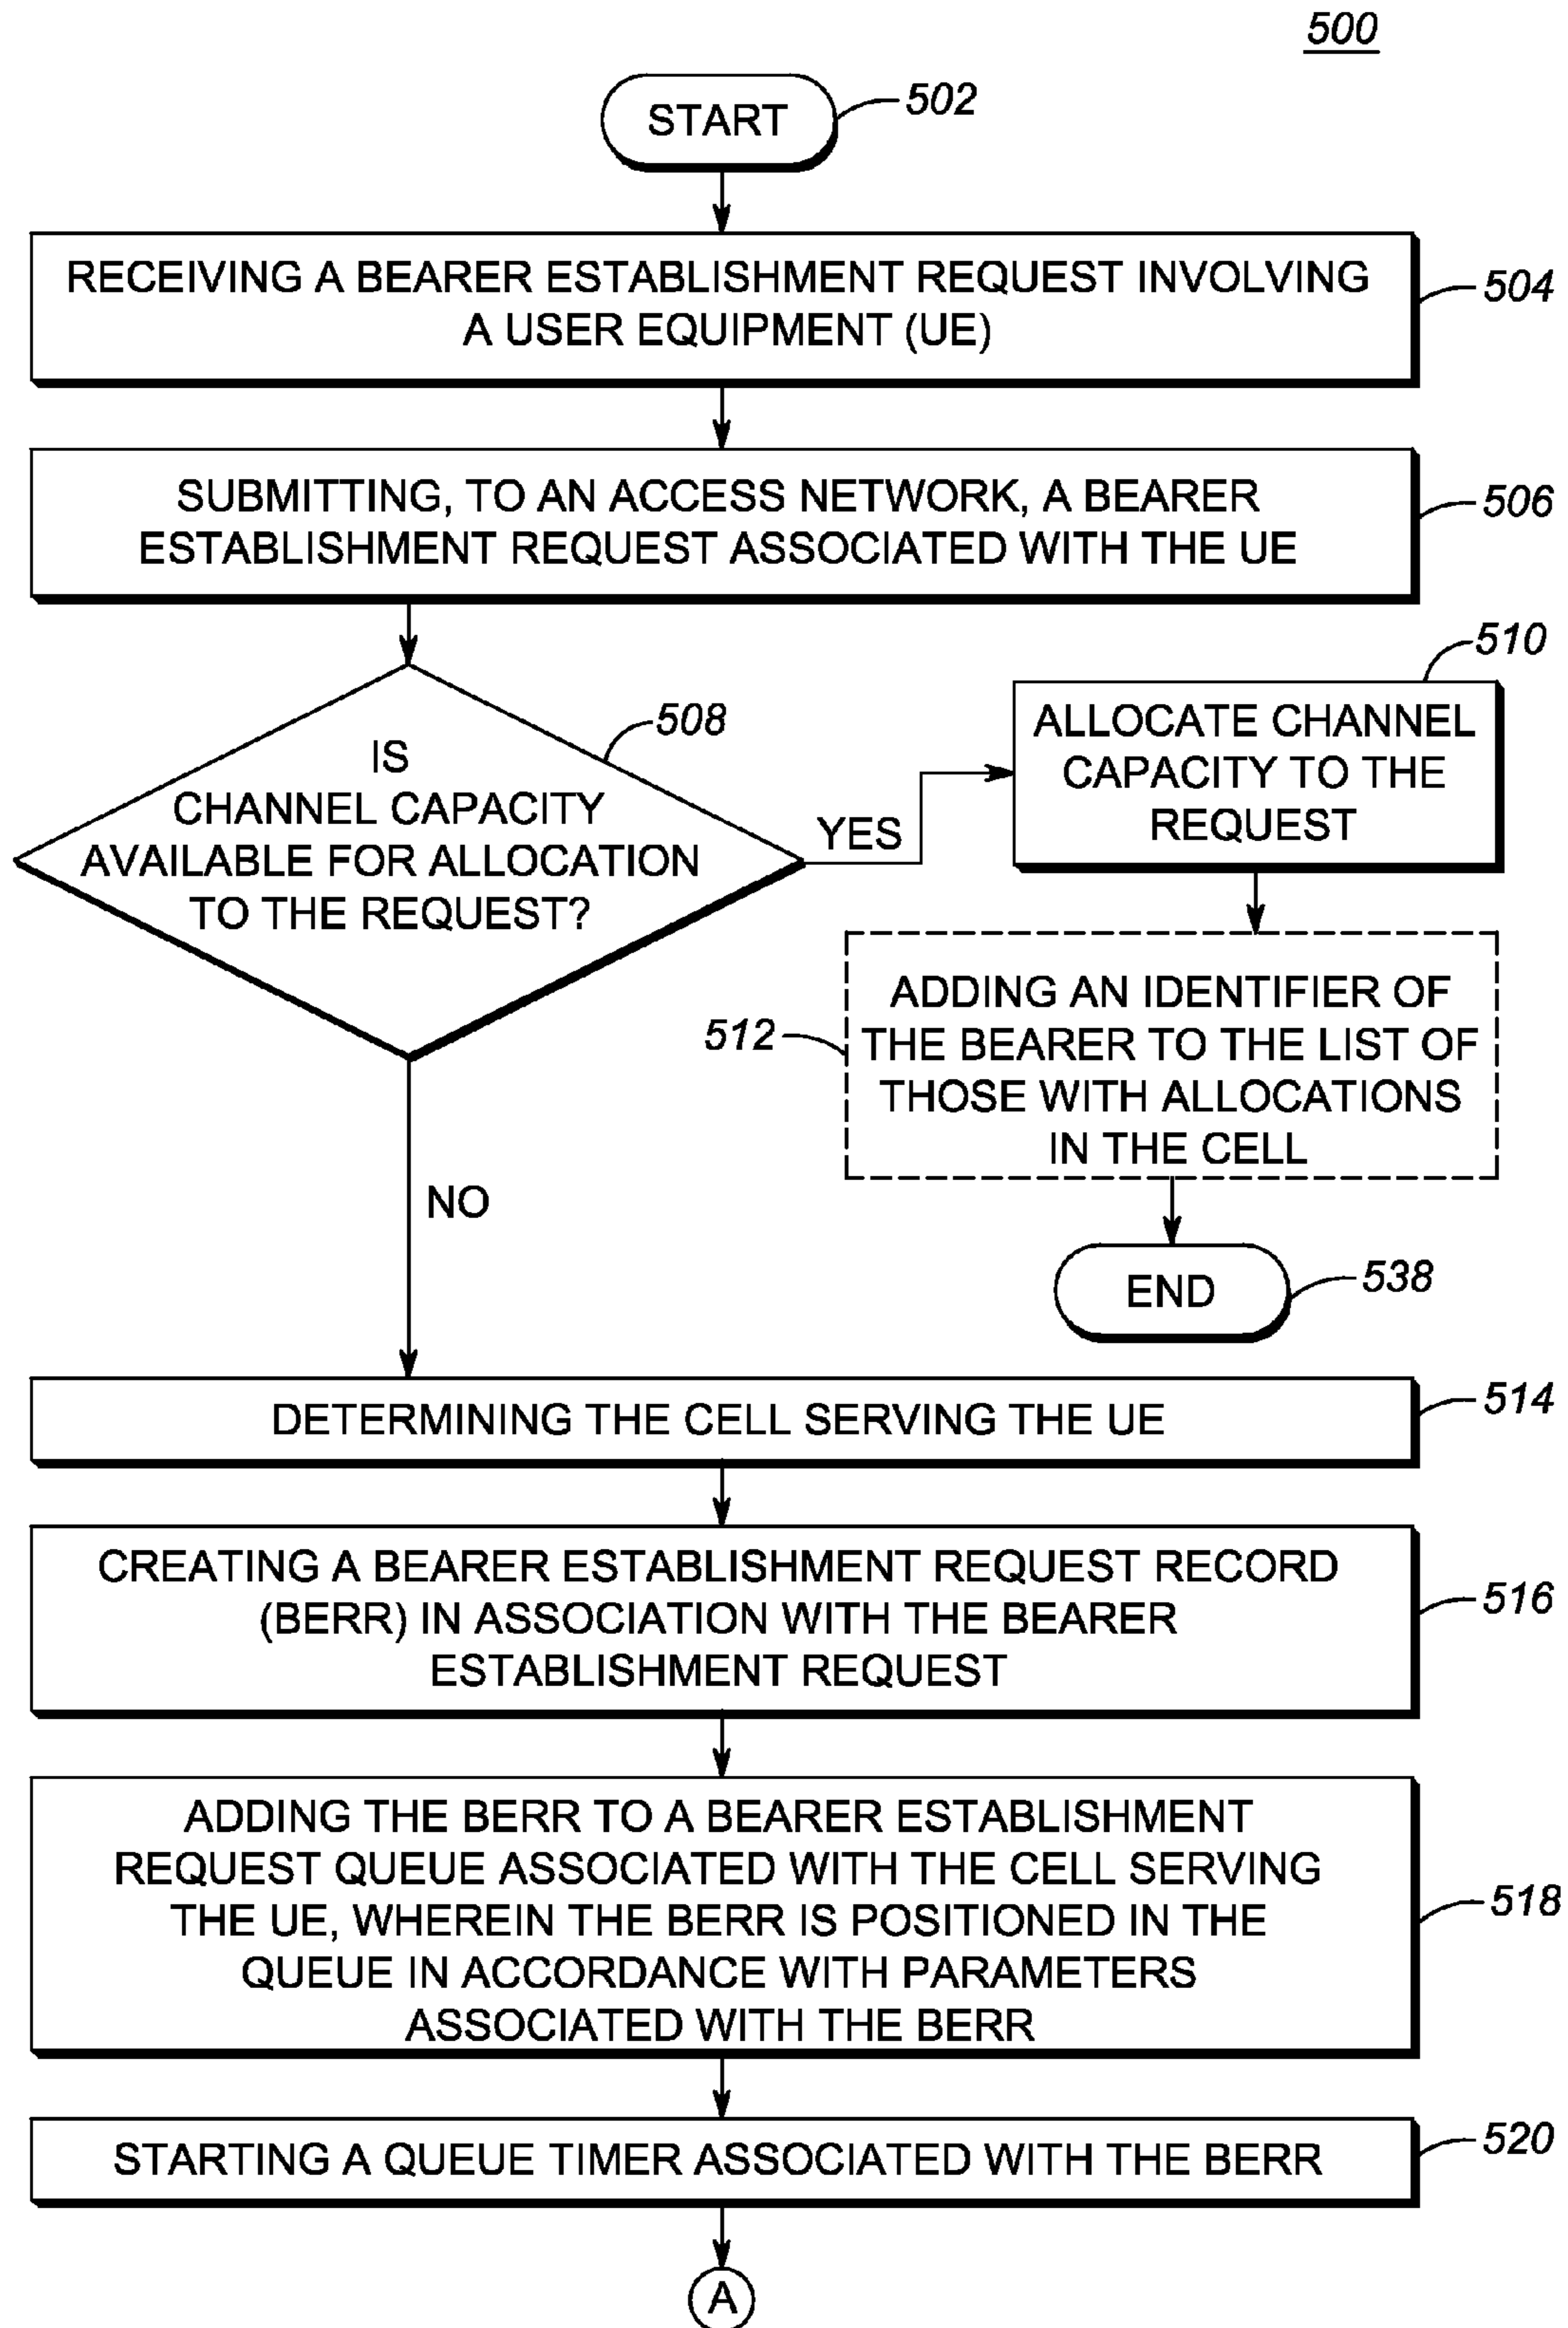 500
START
502
RECEIVING A BEARER ESTABLISHMENT REQUEST INVOLVING
A USER EQUIPMENT (UE)
504
SUBMITTING, TO AN ACCESS NETWORK, A BEARER
ESTABLISHMENT REQUEST ASSOCIATED WITH THE UE
506
IS
CHANNEL CAPACITY
AVAILABLE FOR ALLOCATION
TO THE REQUEST?
508
YES
510
ALLOCATE CHANNEL
CAPACITY TO THE
REQUEST
512
ADDING AN IDENTIFIER OF
THE BEARER TO THE LIST OF
THOSE WITH ALLOCATIONS
IN THE CELL
NO
END
538
DETERMINING THE CELL SERVING THE UE
514
CREATING A BEARER ESTABLISHMENT REQUEST RECORD
(BERR) IN ASSOCIATION WITH THE BEARER
ESTABLISHMENT REQUEST
516
ADDING THE BERR TO A BEARER ESTABLISHMENT
REQUEST QUEUE ASSOCIATED WITH THE CELL SERVING
THE UE, WHEREIN THE BERR IS POSITIONED IN THE
QUEUE IN ACCORDANCE WITH PARAMETERS
ASSOCIATED WITH THE BERR
518
STARTING A QUEUE TIMER ASSOCIATED WITH THE BERR
520
A